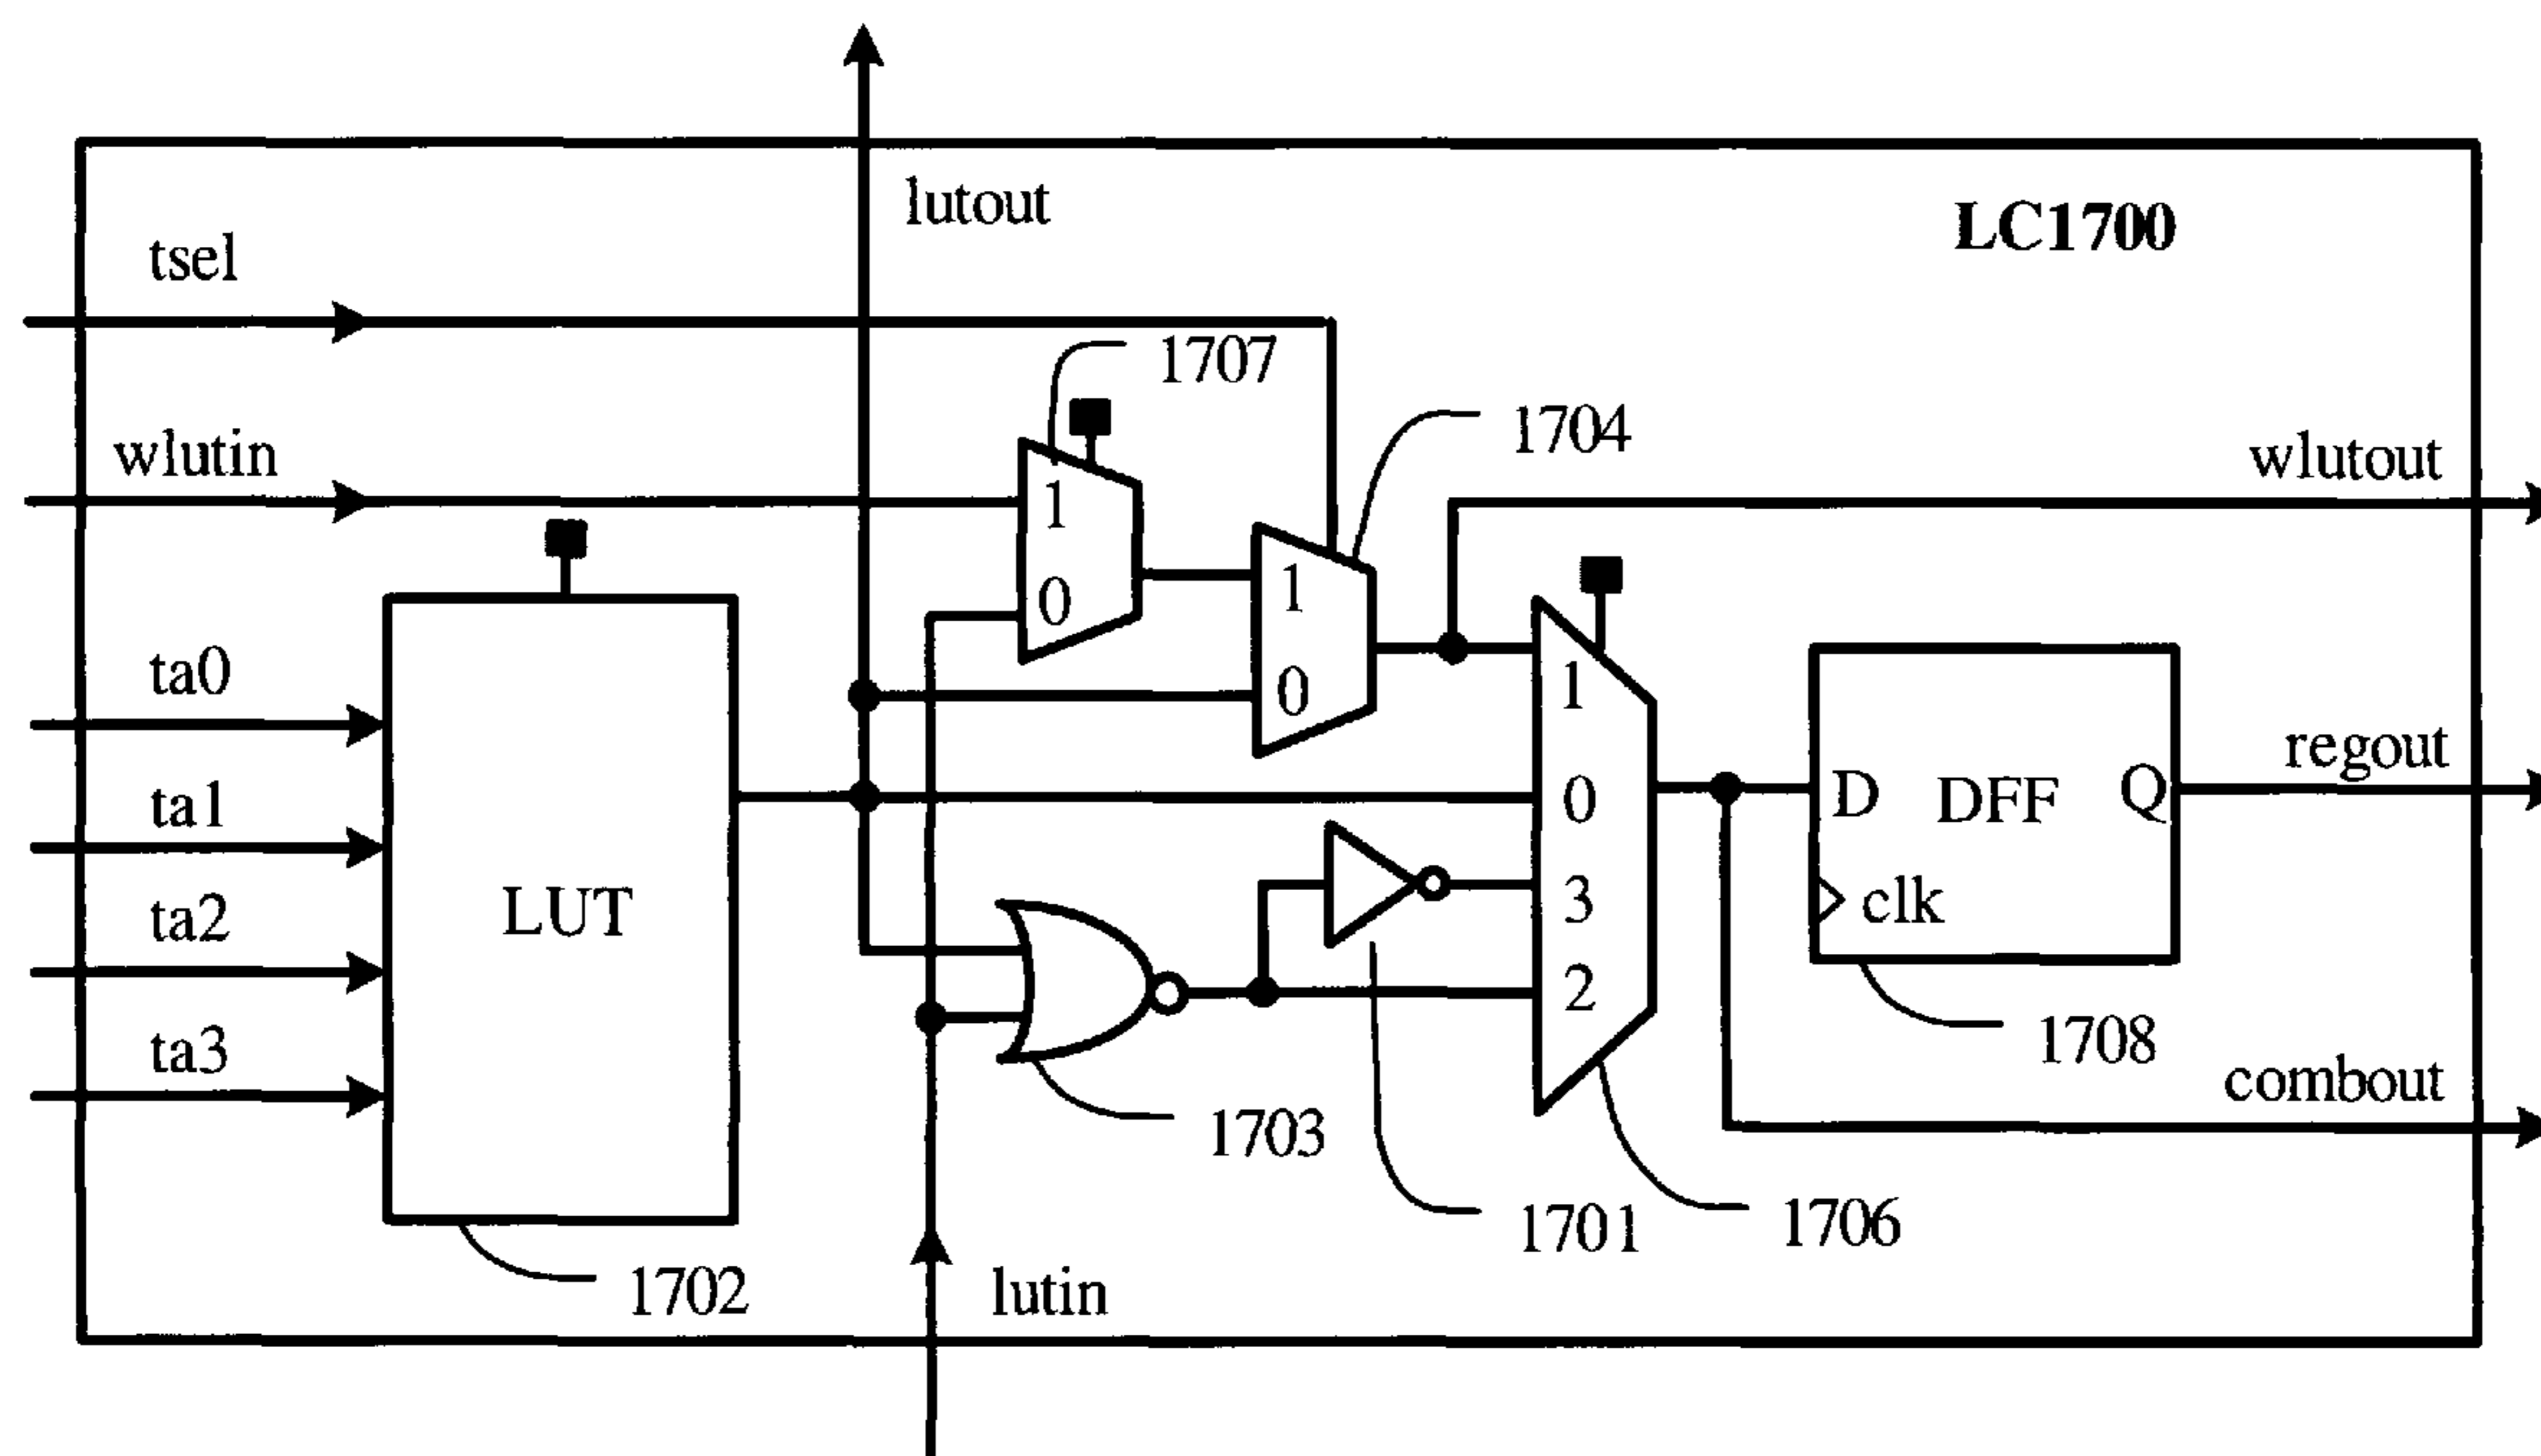 lutout
LC1700
tsel
1707
1704
wlutin
wlutout
1
0
1
0
ta0
1
ta1
0
regout
D DFF Q
ta2
LUT
3
clk
2
ta3
1708
combout
1703
1701
1706
1702
lutin